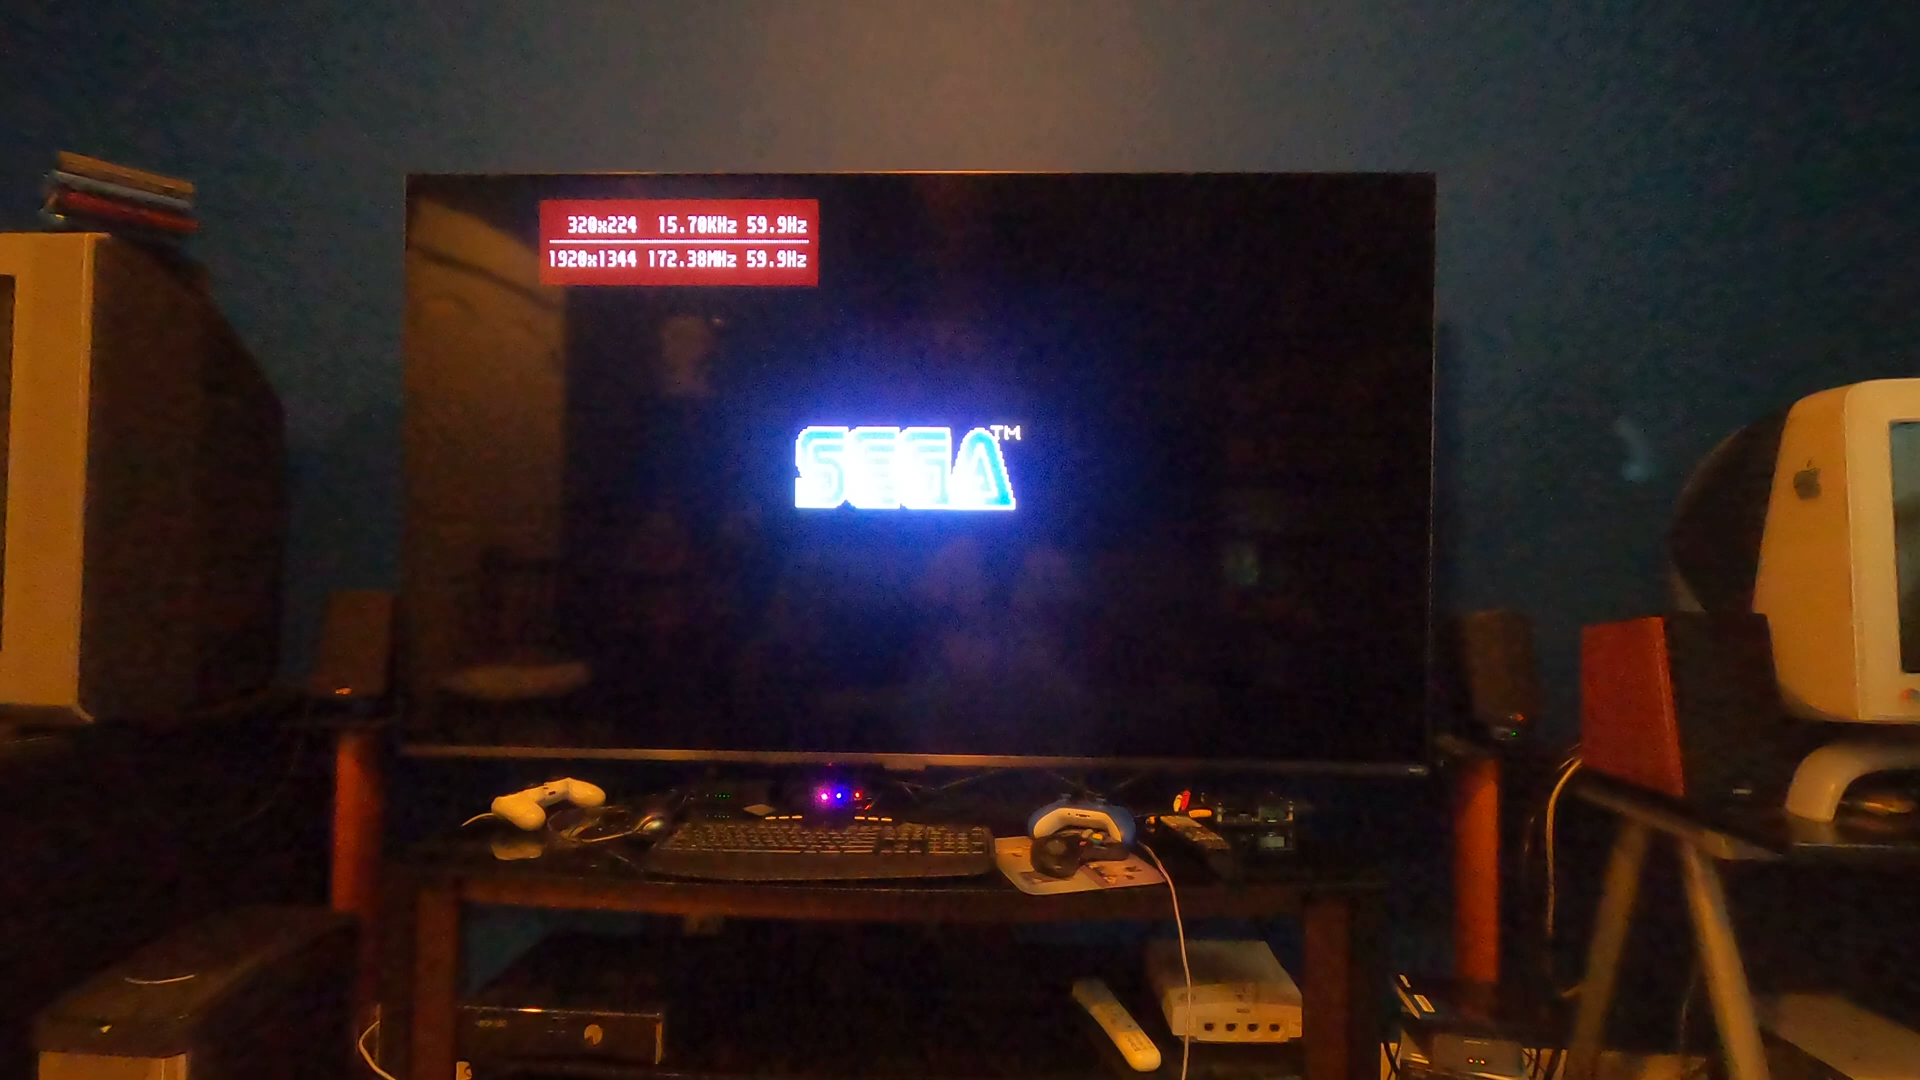 320x224 15.70KHz 59.9Hz
1920x1344 172.38MHz 59.9Hz
SEGA™